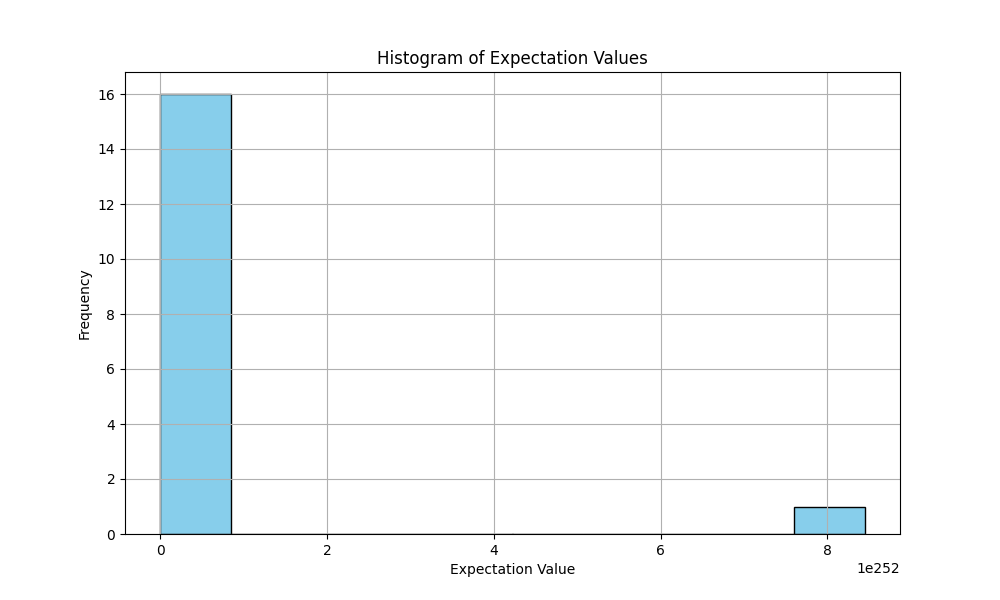 Histogram of Expectation Values
16
14
12
10
8
6
4
2
0
Frequency
0 2 4 6 8
1e252
Expectation Value